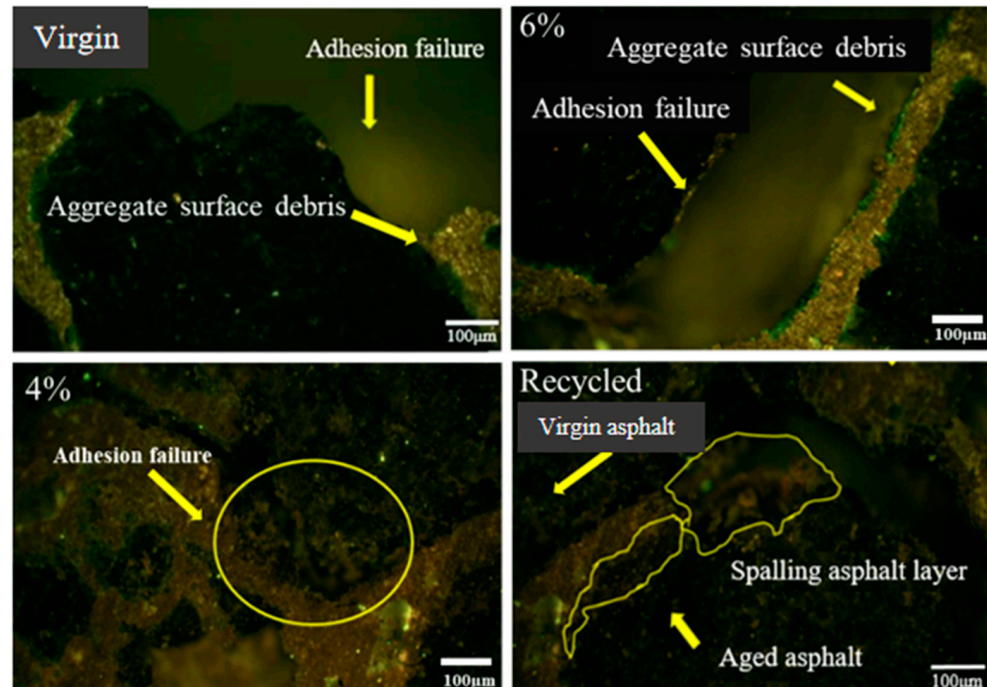 Virgin
Adhesion failure
Aggregate surface debris
100μm
6%
Aggregate surface debris
Adhesion failure
100μm
4%
Adhesion failure
100μm
Recycled
Virgin asphalt
Spalling asphalt layer
Aged asphalt
100μm